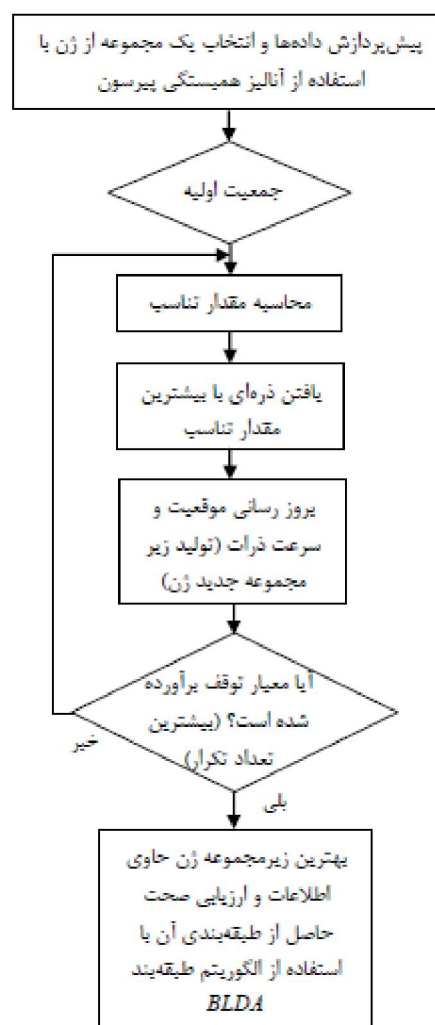 پیش‌پردازش داده‌ها و انتخاب یک مجموعه از ژن با
استفاده از آنالیز همبستگی پیرسون
جمعیت اولیه
محاسبه مقدار تناسب
یافتن ذره‌ای با بیشترین
مقدار تناسب
بروز رسانی موقعیت و
سرعت ذرات (تولید زیر
مجموعه جدید ژن)
آیا معیار توقف برآورده
شده است؟ (بیشترین
تعداد تکرار)
خیر
بلی
بهترین زیرمجموعه ژن حاوی
اطلاعات و ارزیابی صحت
حاصل از طبقه‌بندی آن با
استفاده از الگوریتم طبقه‌بند
BLDA